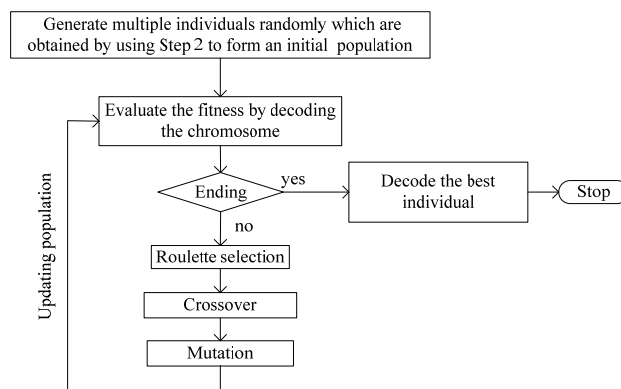 Generate multiple individuals randomly which are
obtained by using Step 2 to form an initial population
Evaluate the fitness by decoding
the chromosome
Ending
yes
Decode the best
individual
Stop
no
Roulette selection
Crossover
Mutation
Updating population